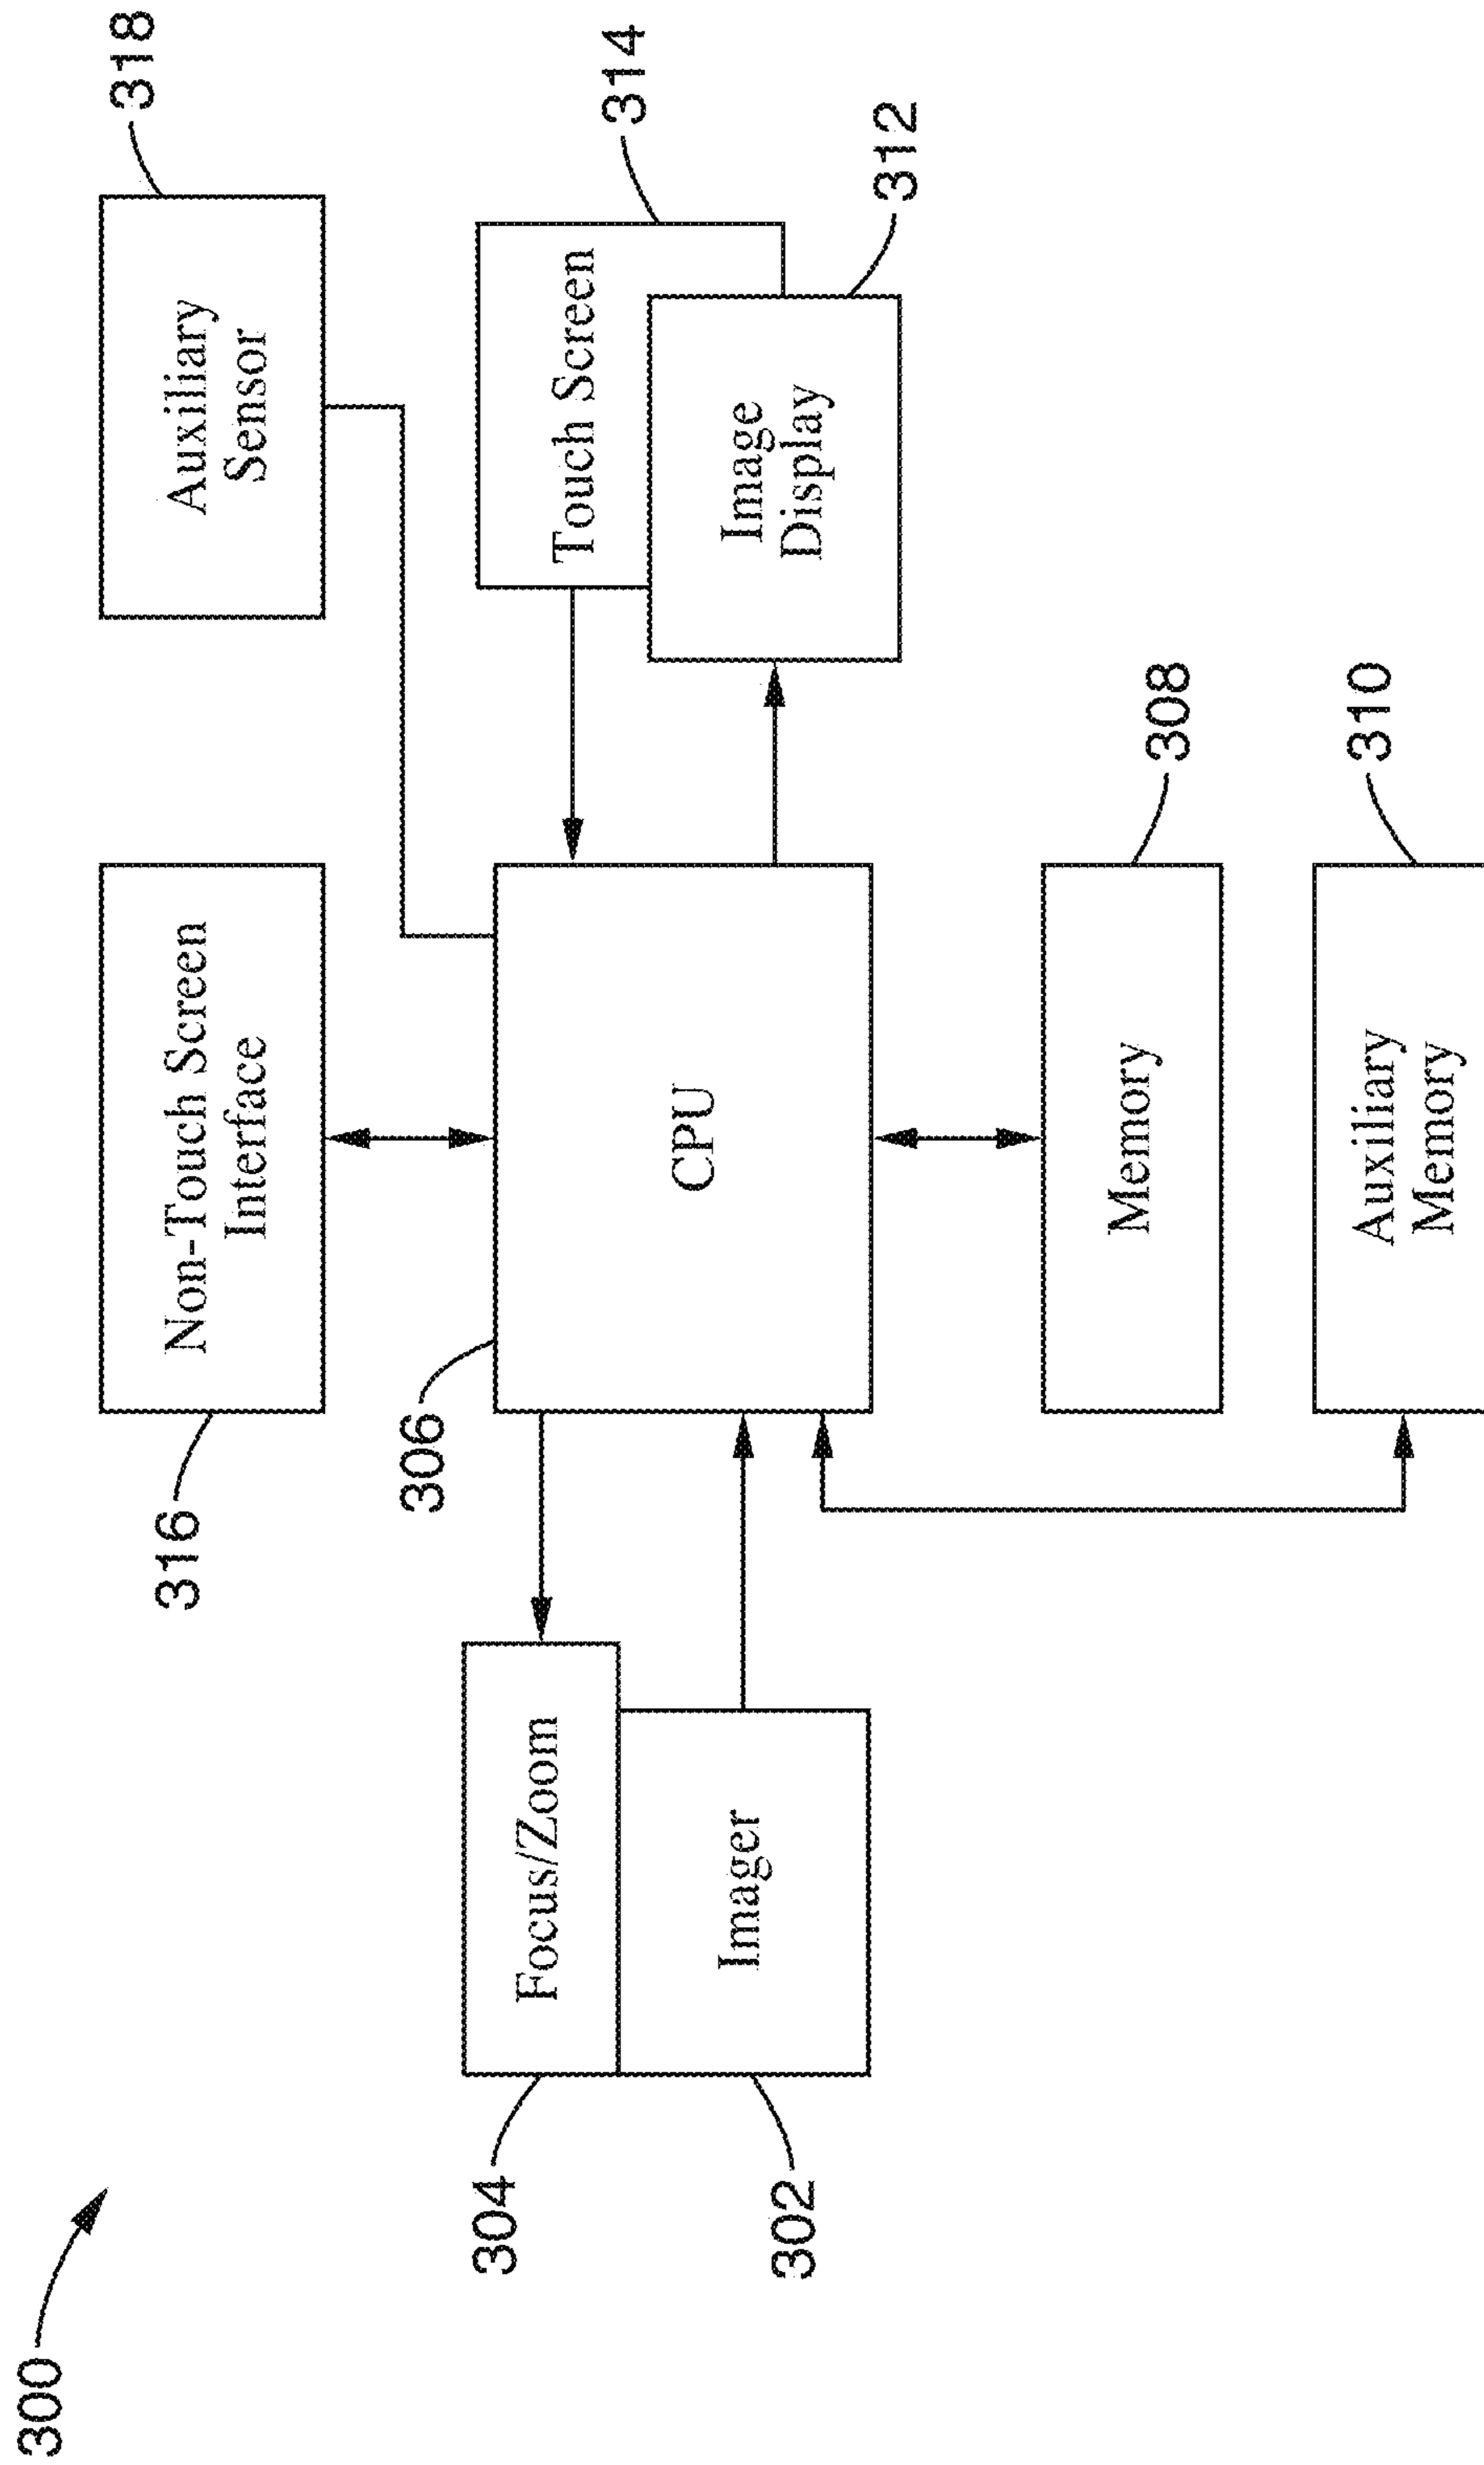 300
316
Non-Touch Screen
Interface
318
Auxiliary
Sensor
306
304
Focus/Zoom
Imager
302
CPU
314
Touch Screen
Image
Display
312
Memory
308
Auxiliary
Memory
310